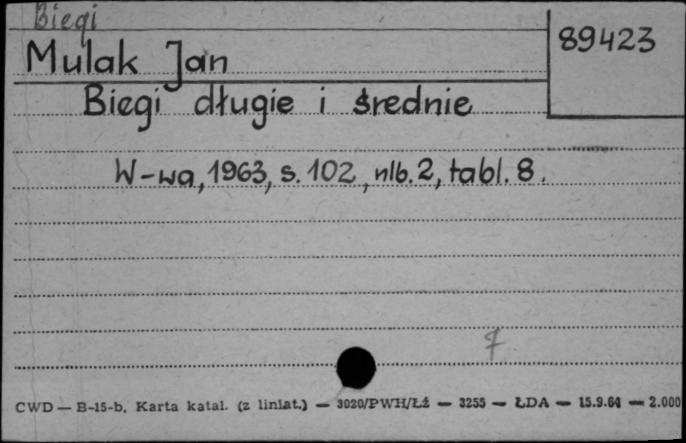 Biegi
89423
Mulak Jan
Biegi długie i średnie
W-wa, 1963, s. 102, nlb. 2, tabl. 8.
7
CWD — B-15-b. Karta katal. (z liniat.) — 3020/PWH/Łź — 3255 — ŁDA — 15.9.64 — 2.000